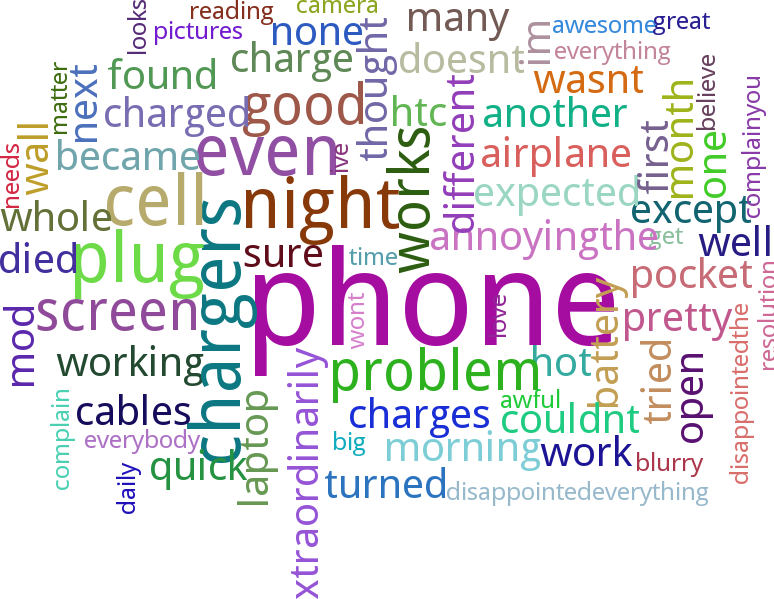 looks
reading
camera
pictures
none
many
im
awesome
great
everything
matter
next
found
charge
thought
doesnt
wasnt
believe
complainyou
needs
wall
charged
good
htc
different
another
first
month
one
became
even
ive
works
airplane
whole
cell
chargers
night
expected
except
died
plug
sure
time
annoyingthe
get
well
mod
screen
phone
wont
love
battery
pocket
pretty
disappointedthe
resolution
working
problem
hot
tried
open
complain
cables
everybody
laptop
xtraordinarily
charges
big
awful
couldnt
daily
quick
morning
work
blurry
turned
disappointedeverything